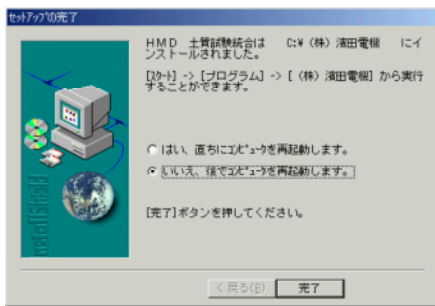 セットアップの完了
HMD 土質試験統合は C:¥ (株) 濱田電機 にイ
ンストールされました。
[スタート] -> [プログラム] -> [ (株) 濱田電機] から実行
することができます。
はい、直ちにコンピュータを再起動します。
いいえ、後でコンピュータを再起動します。
[完了]ボタンを押してください。
InstallShield
< 戻る(B)
完了